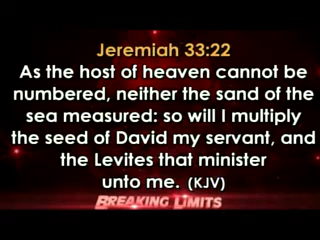 Jeremiah 33:22
As the host of heaven cannot be
numbered, neither the sand of the
sea measured: so will I multiply
the seed of David my servant, and
the Levites that minister
unto me. (KJV)
BREAKING LIMITS